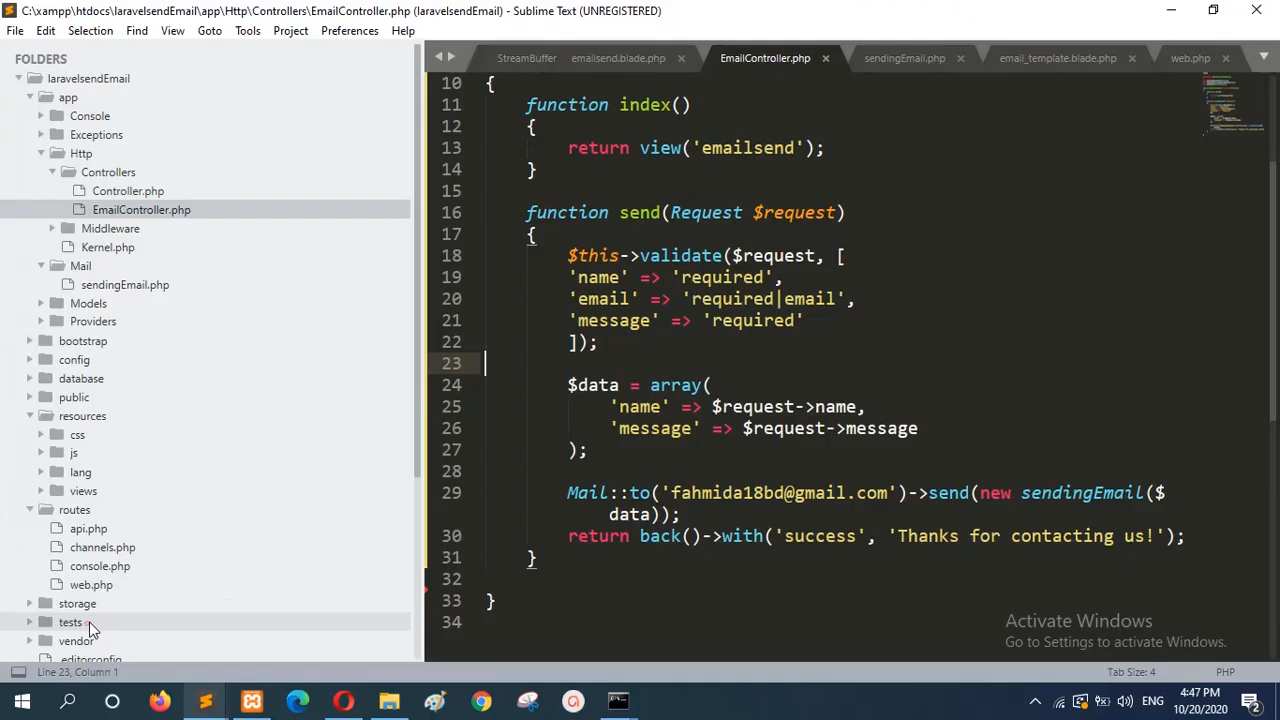 C:\xampp\htdocs\laravelsendEmail\app\Http\Controllers\EmailController.php (laravelsendEmail) - Sublime Text (UNREGISTERED)
File Edit Selection Find View Goto Tools Project Preferences Help
FOLDERS
laravelsendEmail
app
Console
Exceptions
Http
Controllers
Controller.php
EmailController.php
Middleware
Kernel.php
Mail
sendingEmail.php
Models
Providers
bootstrap
config
database
public
resources
css
js
lang
views
routes
api.php
channels.php
console.php
web.php
storage
tests
vendor
.editorconfig
StreamBuffer emailsend.blade.php EmailController.php sendingEmail.php email_template.blade.php web.php
10 {
11 function index()
12 {
13 return view('emailsend');
14 }
15
16 function send(Request $request)
17 {
18 $this->validate($request, [
19 'name' => 'required',
20 'email' => 'required|email',
21 'message' => 'required'
22 ]);
23
24 $data = array(
25 'name' => $request->name,
26 'message' => $request->message
27 );
28
29 Mail::to('fahmida18bd@gmail.com')->send(new sendingEmail($
data));
30 return back()->with('success', 'Thanks for contacting us!');
31 }
32
33 }
34
Activate Windows
Go to Settings to activate Windows.
Line 23, Column 1 Tab Size: 4 PHP
ENG 4:47 PM
10/20/2020
2